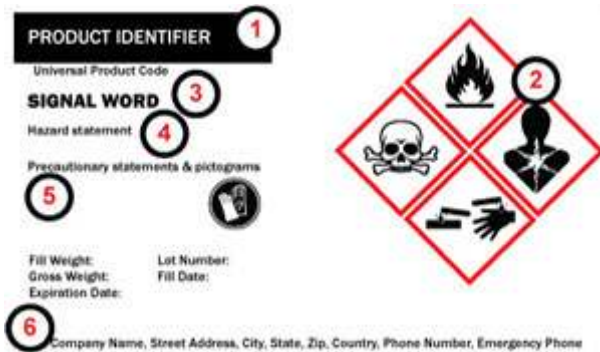 PRODUCT IDENTIFIER 1
Universal Product Code
SIGNAL WORD 3
Hazard statement 4
Precautionary statements & pictograms
5
2
Fill Weight: Lot Number:
Gross Weight: Fill Date:
Expiration Date:
6
Company Name, Street Address, City, State, Zip, Country, Phone Number, Emergency Phone